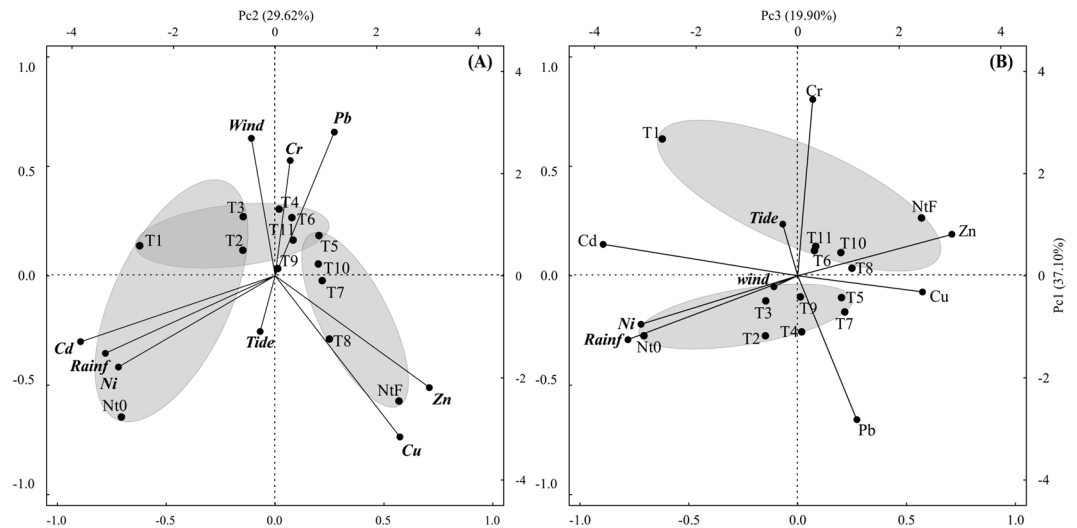 Pc2 (29.62%)
-4 -2 0 2 4
(A)
1.0
0.5
0.0
-0.5
-1.0
4
2
0
-2
-4
-1.0 -0.5 0.0 0.5 1.0
Wind
Pb
Cr
T3
T4
T6
T1
T2
T11
T5
T9
T10
T7
Tide
T8
Cd
Rainf
Ni
Nt0
NtF
Zn
Cu
Pc3 (19.90%)
-4 -2 0 2 4
(B)
1.0
0.5
0.0
-0.5
-1.0
4
2
0
-2
-4
Pc1 (37.10%)
-1.0 -0.5 0.0 0.5 1.0
Cr
T1
Tide
NtF
Zn
Cd
T11
T10
T6
T8
wind
Cu
T3
T9
T5
T7
Ni
Rainf
Nt0
T2
T4
Pb